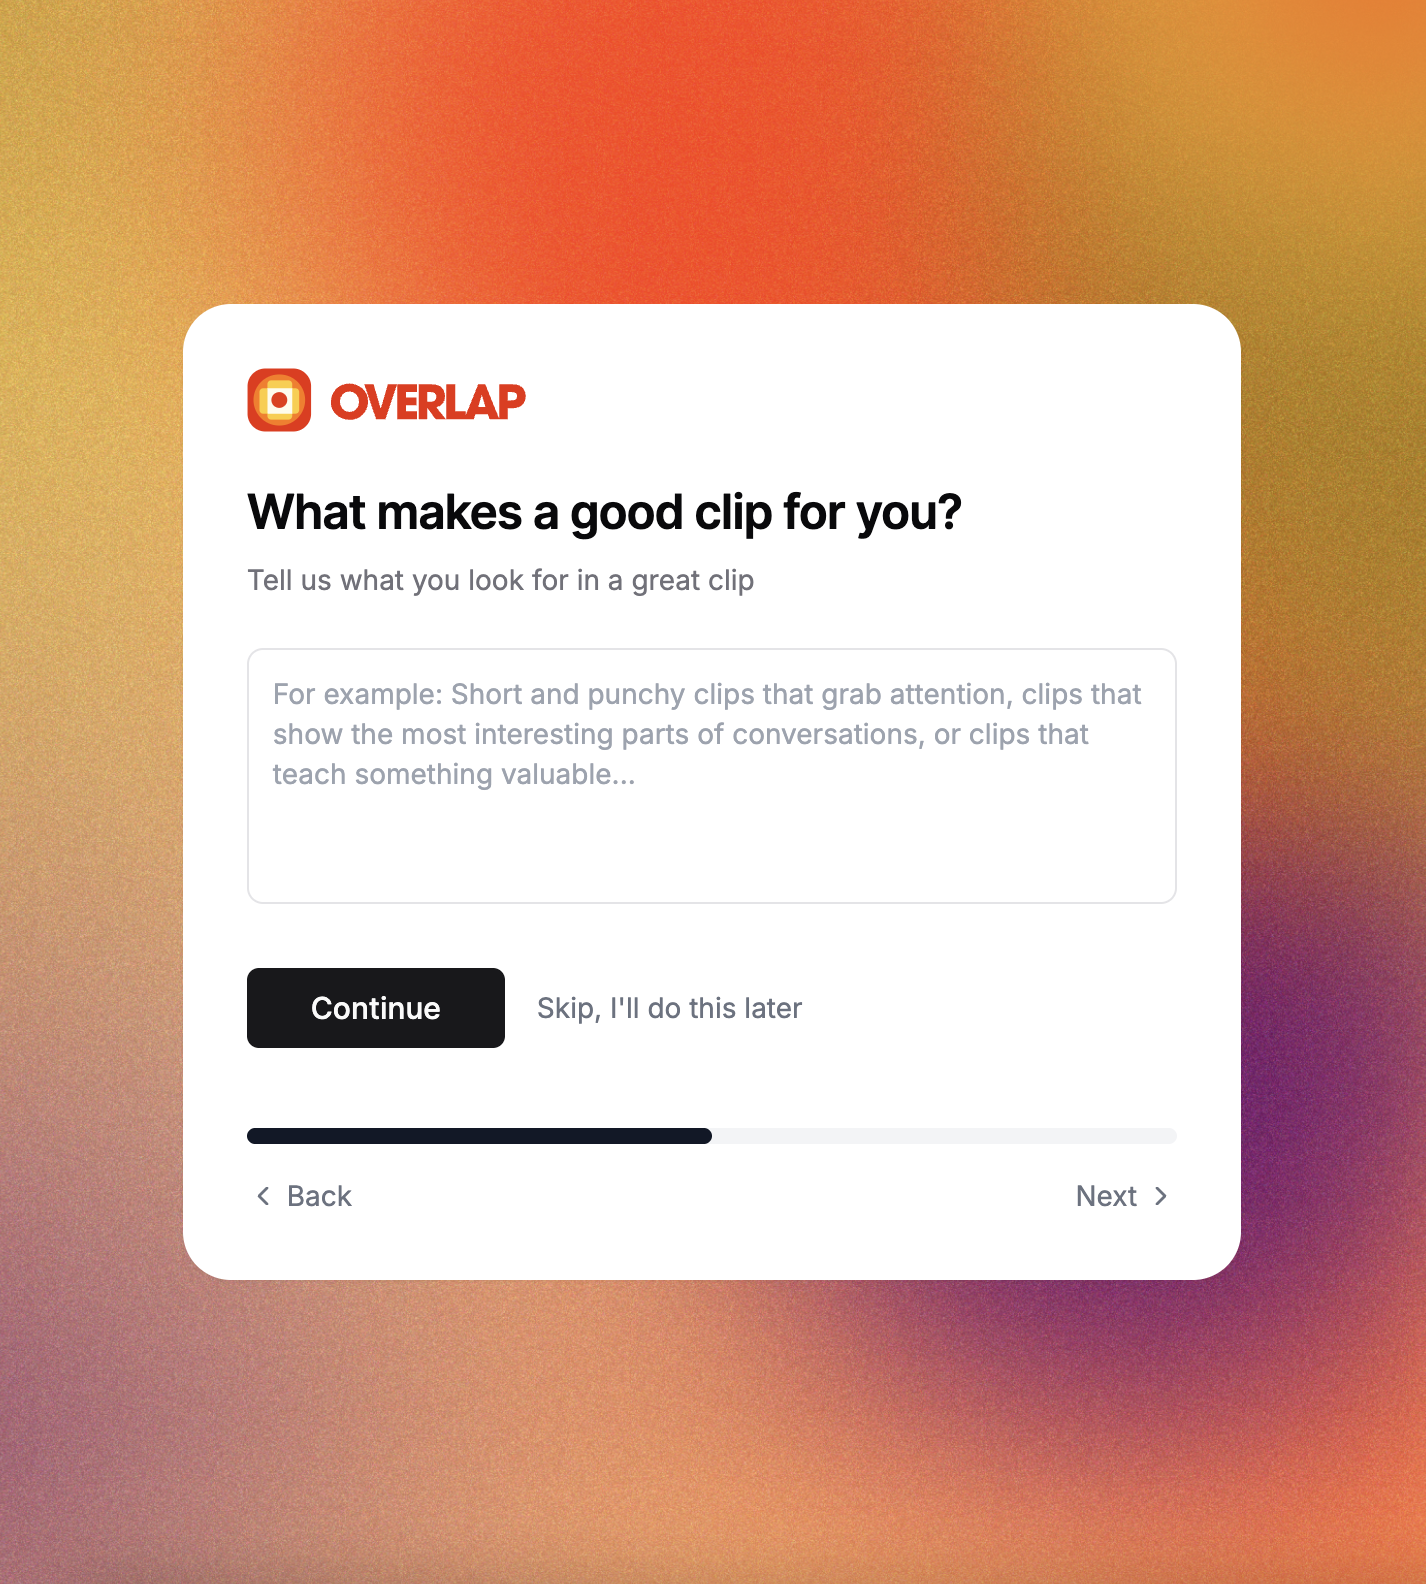 OVERLAP
What makes a good clip for you?
Tell us what you look for in a great clip
For example: Short and punchy clips that grab attention, clips that
show the most interesting parts of conversations, or clips that
teach something valuable...
Continue
Skip, I'll do this later
Back
Next